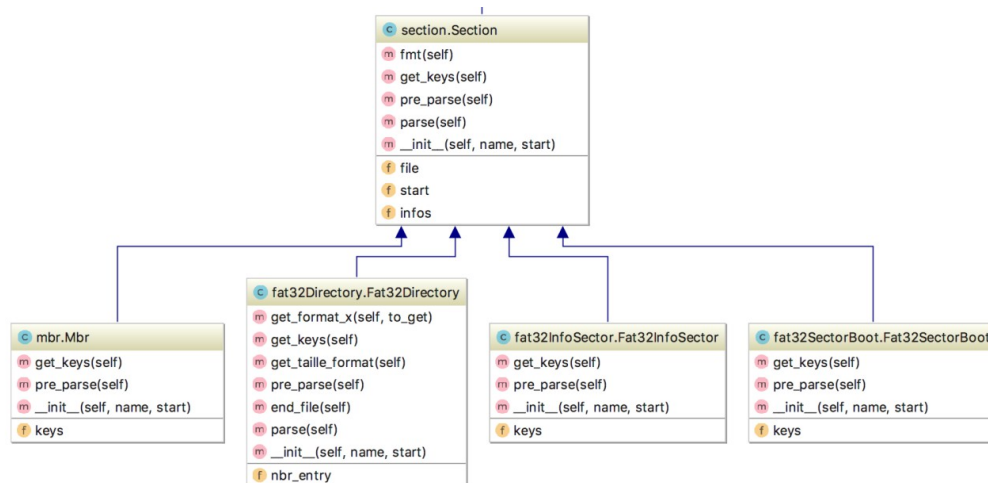 section.Section
fmt(self)
get_keys(self)
pre_parse(self)
parse(self)
__init__(self, name, start)
file
start
infos
mbr.Mbr
get_keys(self)
pre_parse(self)
__init__(self, name, start)
keys
fat32Directory.Fat32Directory
get_format_x(self, to_get)
get_keys(self)
get_taille_format(self)
pre_parse(self)
end_file(self)
parse(self)
__init__(self, name, start)
nbr_entry
fat32InfoSector.Fat32InfoSector
get_keys(self)
pre_parse(self)
__init__(self, name, start)
keys
fat32SectorBoot.Fat32SectorBoot
get_keys(self)
pre_parse(self)
__init__(self, name, start)
keys